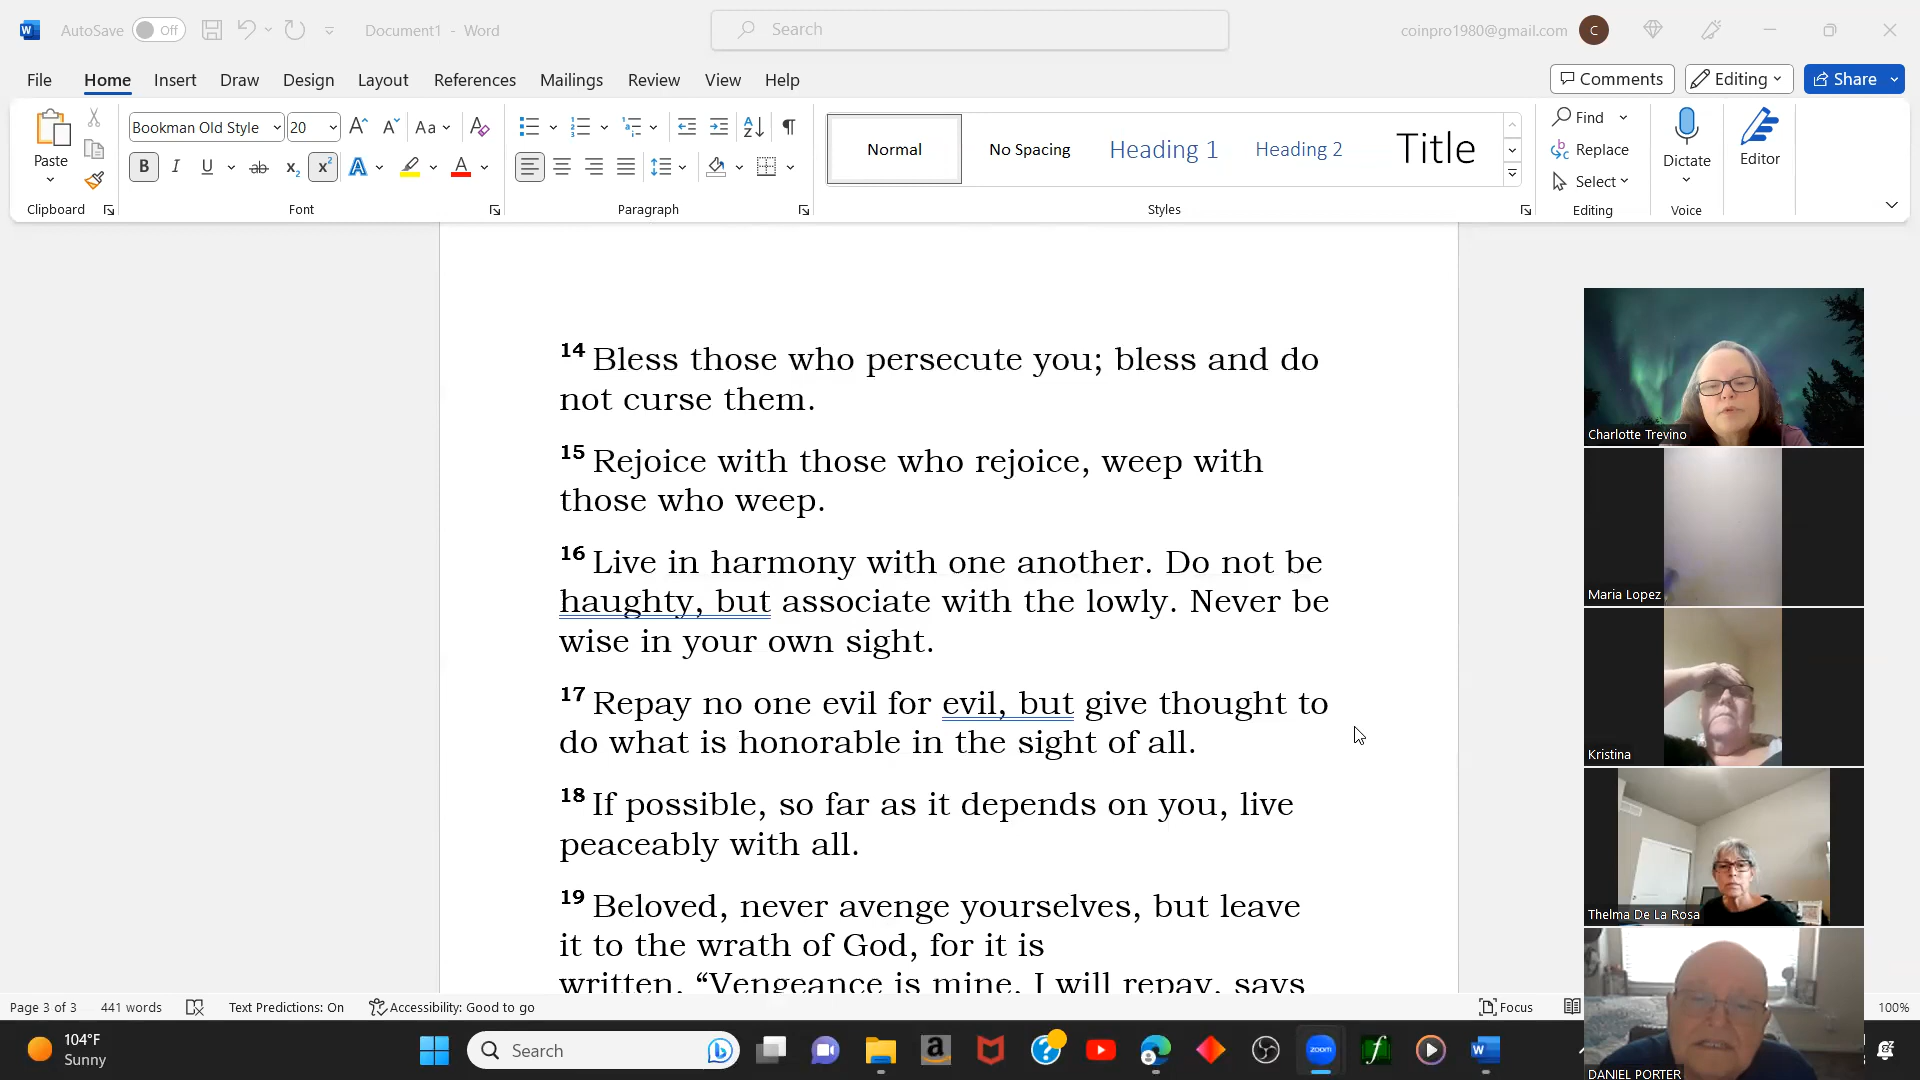 AutoSave Off Document1 - Word Search coinpro1980@gmail.com C
File Home Insert Draw Design Layout References Mailings Review View Help Comments Editing Share
Paste Bookman Old Style 20 Aa Normal No Spacing Heading 1 Heading 2 Title Find Replace Select Dictate Editor
B I U ab x₂ x² A A
Clipboard Font Paragraph Styles Editing Voice
14 Bless those who persecute you; bless and do
not curse them.
15 Rejoice with those who rejoice, weep with
those who weep.
16 Live in harmony with one another. Do not be
haughty, but associate with the lowly. Never be
wise in your own sight.
17 Repay no one evil for evil, but give thought to
do what is honorable in the sight of all.
18 If possible, so far as it depends on you, live
peaceably with all.
19 Beloved, never avenge yourselves, but leave
it to the wrath of God, for it is
written, “Vengeance is mine, I will repay, says
Charlotte Trevino
Maria Lopez
Kristina
Thelma De La Rosa
DANIEL PORTER
Page 3 of 3 441 words Text Predictions: On Accessibility: Good to go Focus 100%
104°F
Sunny
Search
zoom